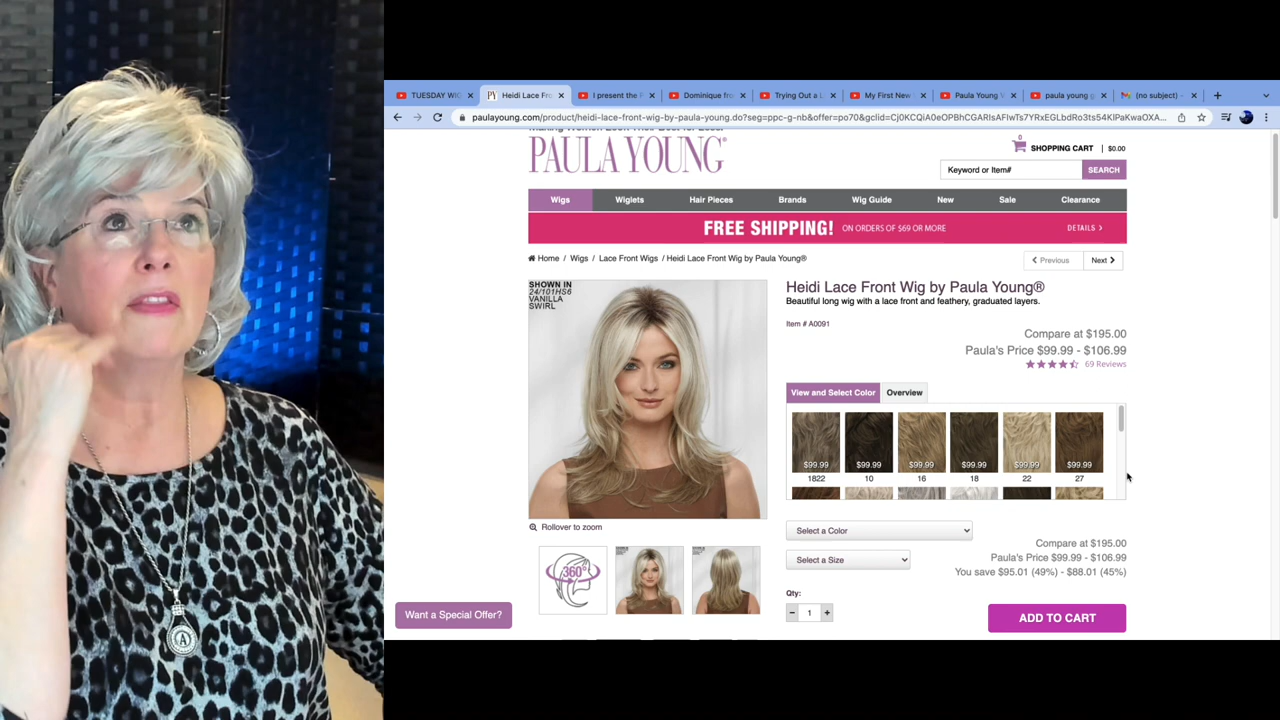 TUESDAY WIG
Heidi Lace Fro
I present the P
Dominique fro
Trying Out a L
My First New
Paula Young W
paula young g
(no subject) -
paulayoung.com/product/heidi-lace-front-wig-by-paula-young.do?seg=ppc-g-nb&offer=po70&gclid=Cj0KCQiA0eOPBhCGARIsAFIwTs7YRxEGLbdRo3ts54KlPaKwaOXA...
Making Women Look Their Best for Less!
PAULA YOUNG®
0
SHOPPING CART | $0.00
Keyword or Item#
SEARCH
Wigs
Wiglets
Hair Pieces
Brands
Wig Guide
New
Sale
Clearance
FREE SHIPPING! ON ORDERS OF $69 OR MORE DETAILS >
Home / Wigs / Lace Front Wigs / Heidi Lace Front Wig by Paula Young®
Previous
Next
SHOWN IN
24/101HS6
VANILLA
SWIRL
Heidi Lace Front Wig by Paula Young®
Beautiful long wig with a lace front and feathery, graduated layers.
Item # A0091
Compare at $195.00
Paula's Price $99.99 - $106.99
69 Reviews
View and Select Color
Overview
$99.99 $99.99 $99.99 $99.99 $99.99 $99.99
1822 10 16 18 22 27
Rollover to zoom
Select a Color
Select a Size
Compare at $195.00
Paula's Price $99.99 - $106.99
You save $95.01 (49%) - $88.01 (45%)
360°
Qty:
1
ADD TO CART
Want a Special Offer?
A